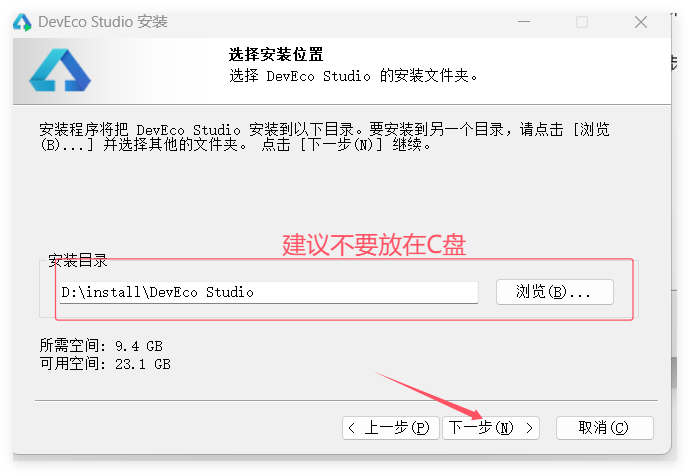 DevEco Studio 安装
选择安装位置
选择 DevEco Studio 的安装文件夹。
安装程序将把 DevEco Studio 安装到以下目录。要安装到另一个目录，请点击 [浏览
(B)...] 并选择其他的文件夹。 点击 [下一步(N)] 继续。
建议不要放在C盘
安装目录
D:\install\DevEco Studio
浏览(B)...
所需空间: 9.4 GB
可用空间: 23.1 GB
< 上一步(P)
下一步(N) >
取消(C)